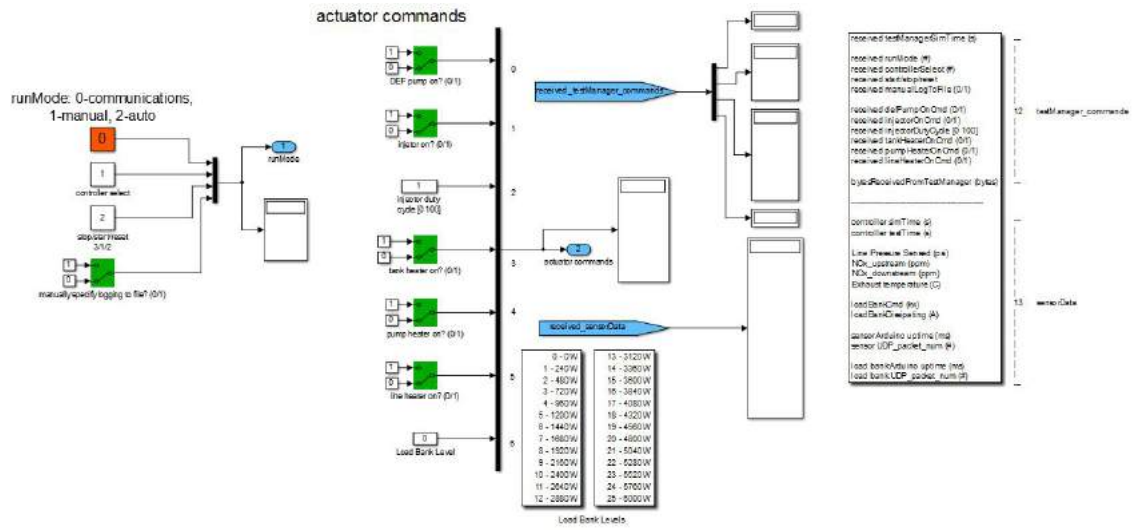 actuator commands
runMode: 0-communications,
1-manual, 2-auto
0
1
controller select
2
stop/start/reset
3/1/2
1
0
manually specify logging to file? (0/1)
1
runMode
1
0
DEF pump on? (0/1)
0
1
0
injector on? (0/1)
1
1
Injector duty
cycle [0 100]
2
1
0
tank heater on? (0/1)
3
1
0
pump heater on? (0/1)
4
1
0
line heater on? (0/1)
5
0
Load Bank Level
6
2
actuator commands
received_testManager_commands
received_sensorData
0 - 0W
1 - 240W
2 - 480W
3 - 720W
4 - 960W
5 - 1200W
6 - 1440W
7 - 1680W
8 - 1920W
9 - 2160W
10 - 2400W
11 - 2640W
12 - 2880W
13 - 3120W
14 - 3360W
15 - 3600W
16 - 3840W
17 - 4080W
18 - 4320W
19 - 4560W
20 - 4800W
21 - 5040W
22 - 5280W
23 - 5520W
24 - 5760W
25 - 6000W
Load Bank Levels
received testManagerSimTime (s)
received runMode (#)
received controllerSelect (#)
received start/stop/reset
received manualLogToFile (0/1)
received defPumpOnCmd (0/1)
received injectorOnCmd (0/1)
received injectorDutyCycle [0 100]
received tankHeaterOnCmd (0/1)
received pumpHeaterOnCmd (0/1)
received lineHeaterOnCmd (0/1)
bytesReceivedFromTestManager (bytes)
controller simTime (s)
controller testTime (s)
Line Pressure Sensed (psi)
NOx_upstream (ppm)
NOx_downstream (ppm)
Exhaust temperature (C)
loadBankCmd (kw)
loadBankDissipating (A)
sensorArduino uptime (ms)
sensor UDP_packet_num (#)
load bankArduino uptime (ms)
load bank UDP_packet_num (#)
12 testManager_commands
13 sensorData